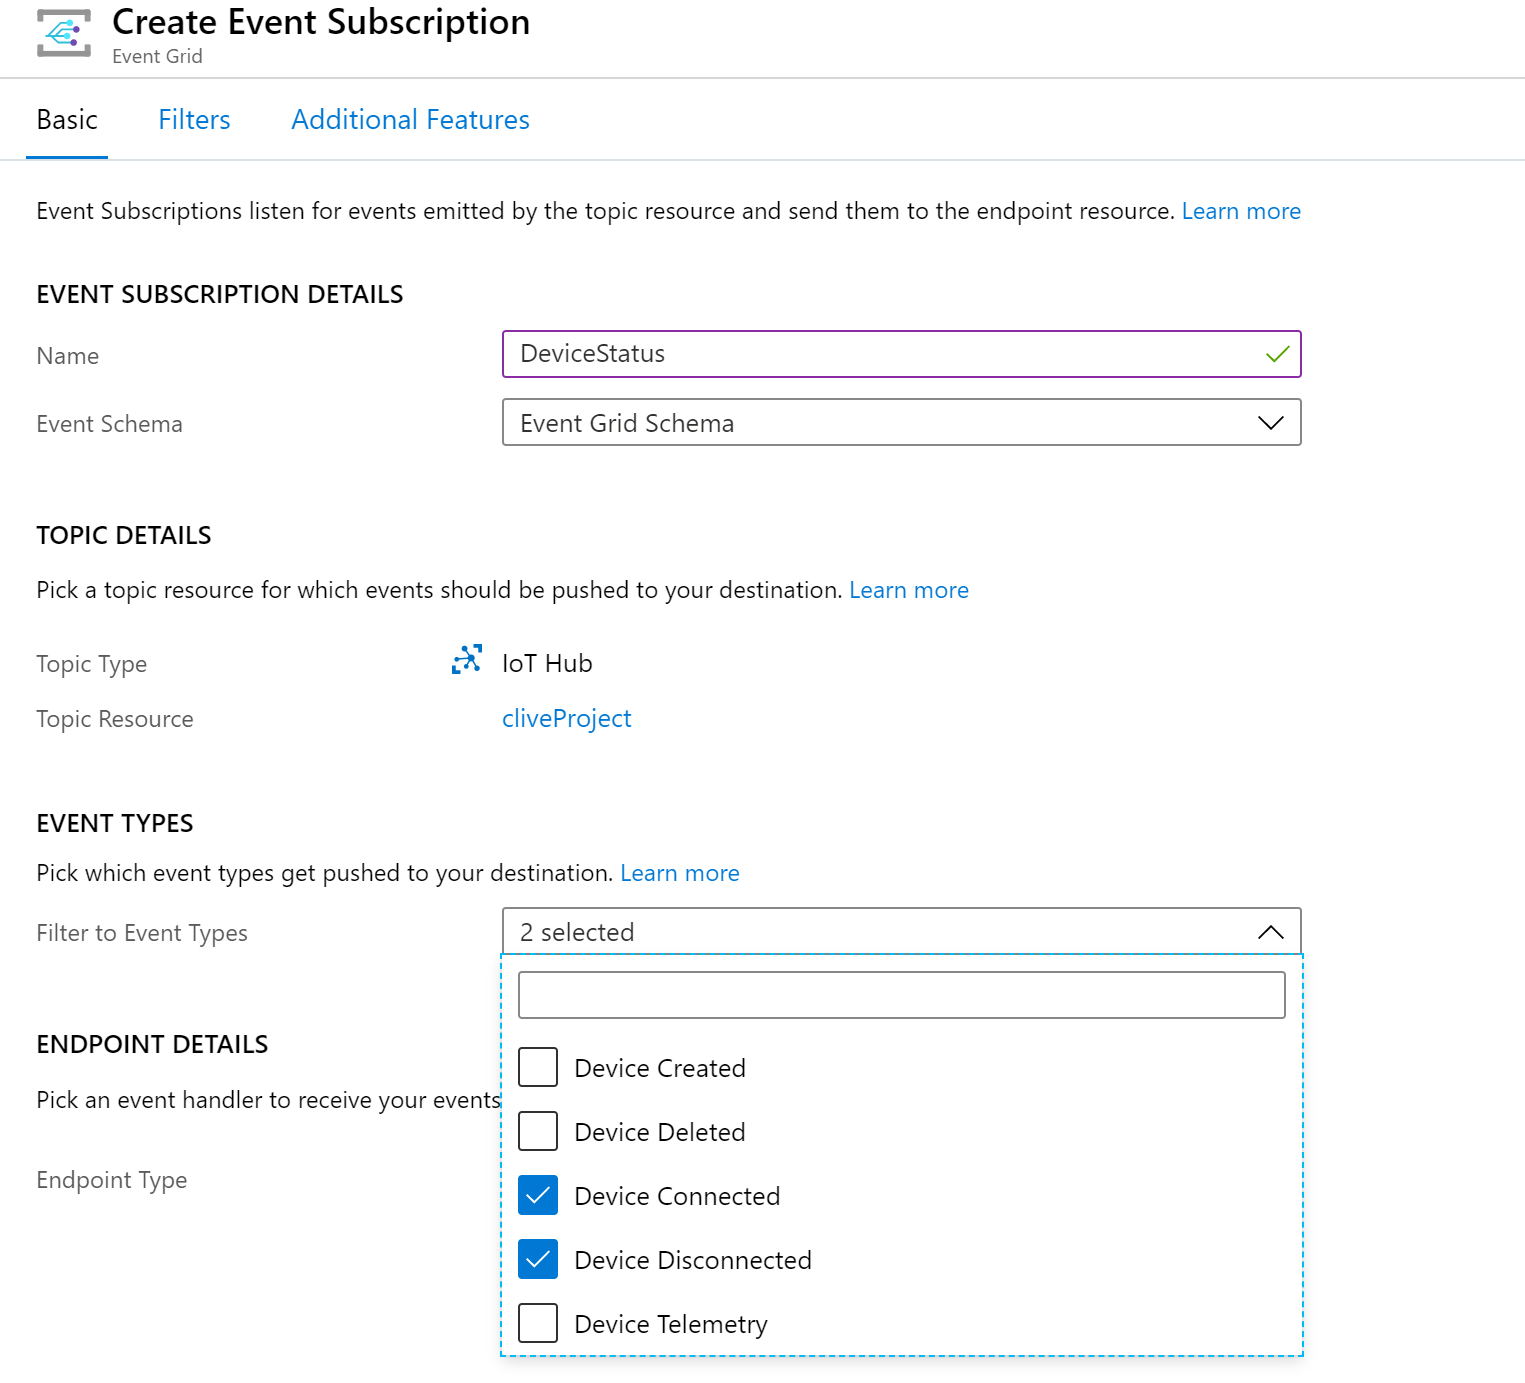 Create Event Subscription
Event Grid
Basic Filters Additional Features
Event Subscriptions listen for events emitted by the topic resource and send them to the endpoint resource. Learn more
EVENT SUBSCRIPTION DETAILS
Name DeviceStatus
Event Schema Event Grid Schema
TOPIC DETAILS
Pick a topic resource for which events should be pushed to your destination. Learn more
Topic Type IoT Hub
Topic Resource cliveProject
EVENT TYPES
Pick which event types get pushed to your destination. Learn more
Filter to Event Types 2 selected
ENDPOINT DETAILS
Pick an event handler to receive your events
Endpoint Type
Device Created
Device Deleted
Device Connected
Device Disconnected
Device Telemetry